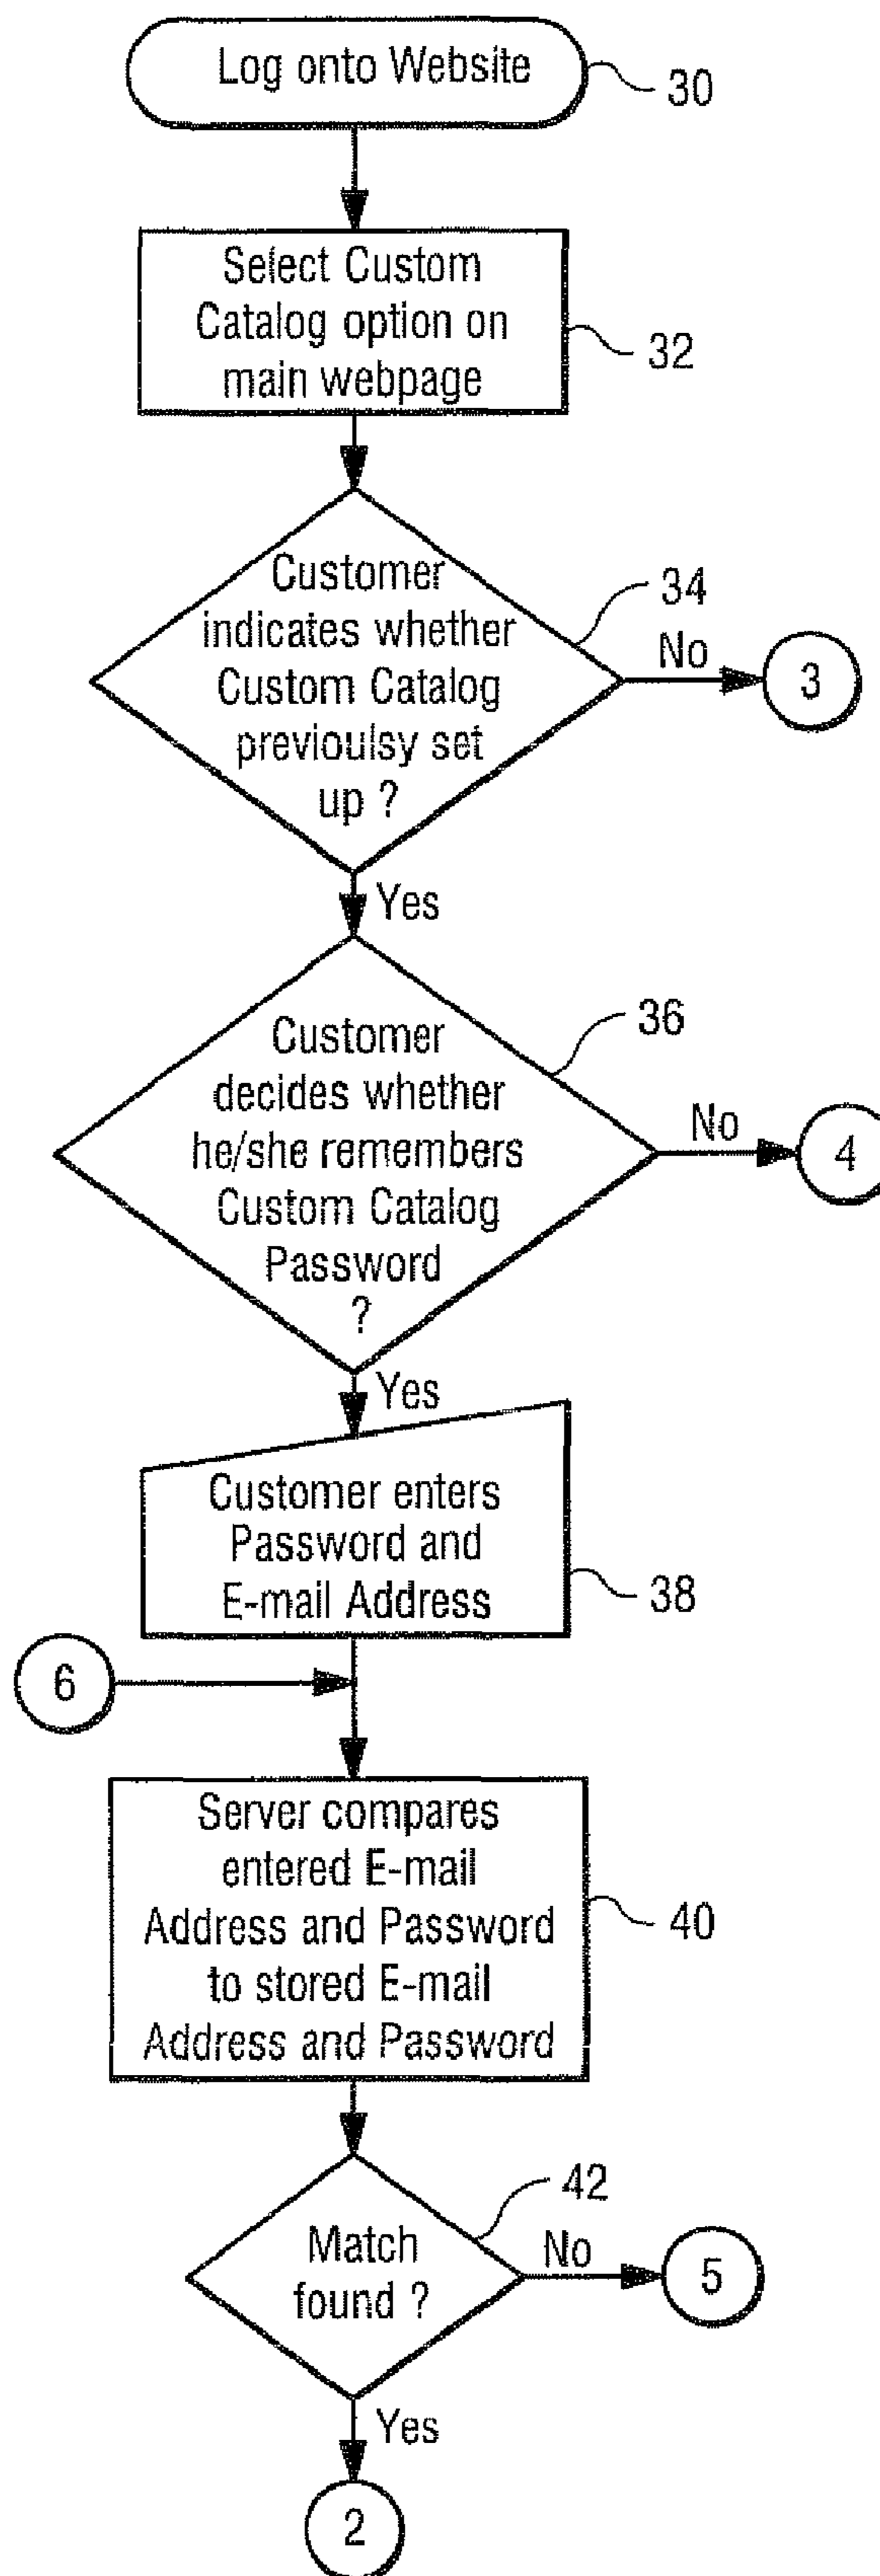 Log onto Website
30
Select Custom
Catalog option on
main webpage
32
Customer
indicates whether
Custom Catalog
previoulsy set
up ?
34
No
3
Yes
Customer
decides whether
he/she remembers
Custom Catalog
Password
?
36
No
4
Yes
Customer enters
Password and
E-mail Address
38
6
Server compares
entered E-mail
Address and Password
to stored E-mail
Address and Password
40
Match
found ?
42
No
5
Yes
2